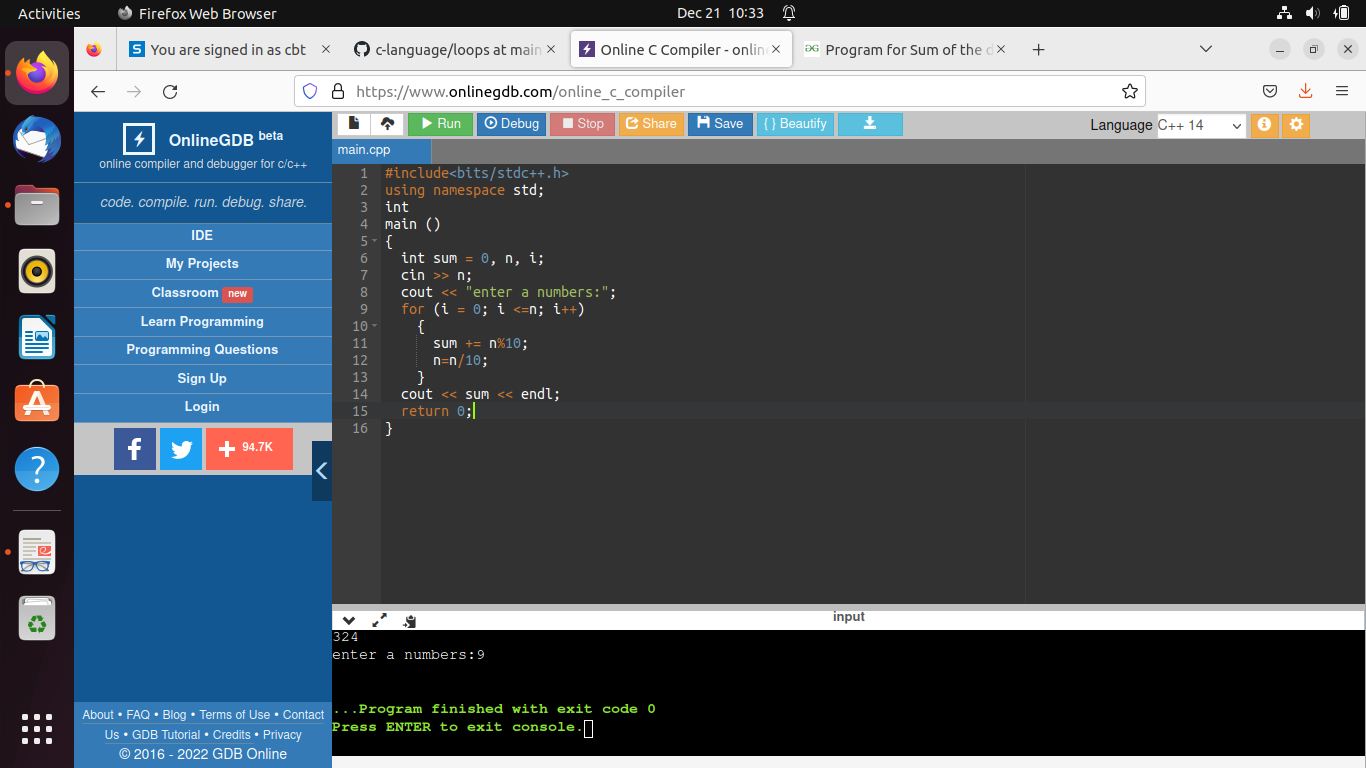 Activities Firefox Web Browser Dec 21 10:33
You are signed in as cbt c-language/loops at main Online C Compiler - onlin Program for Sum of the d
https://www.onlinegdb.com/online_c_compiler
Run Debug Stop Share Save { } Beautify Language C++ 14
OnlineGDB beta
online compiler and debugger for c/c++
code. compile. run. debug. share.
IDE
My Projects
Classroom new
Learn Programming
Programming Questions
Sign Up
Login
94.7K
main.cpp
1 #include<bits/stdc++.h>
2 using namespace std;
3 int
4 main ()
5 {
6 int sum = 0, n, i;
7 cin >> n;
8 cout << "enter a numbers:";
9 for (i = 0; i <=n; i++)
10 {
11 sum += n%10;
12 n=n/10;
13 }
14 cout << sum << endl;
15 return 0;
16 }
input
324
enter a numbers:9
...Program finished with exit code 0
Press ENTER to exit console.
About • FAQ • Blog • Terms of Use • Contact
Us • GDB Tutorial • Credits • Privacy
© 2016 - 2022 GDB Online